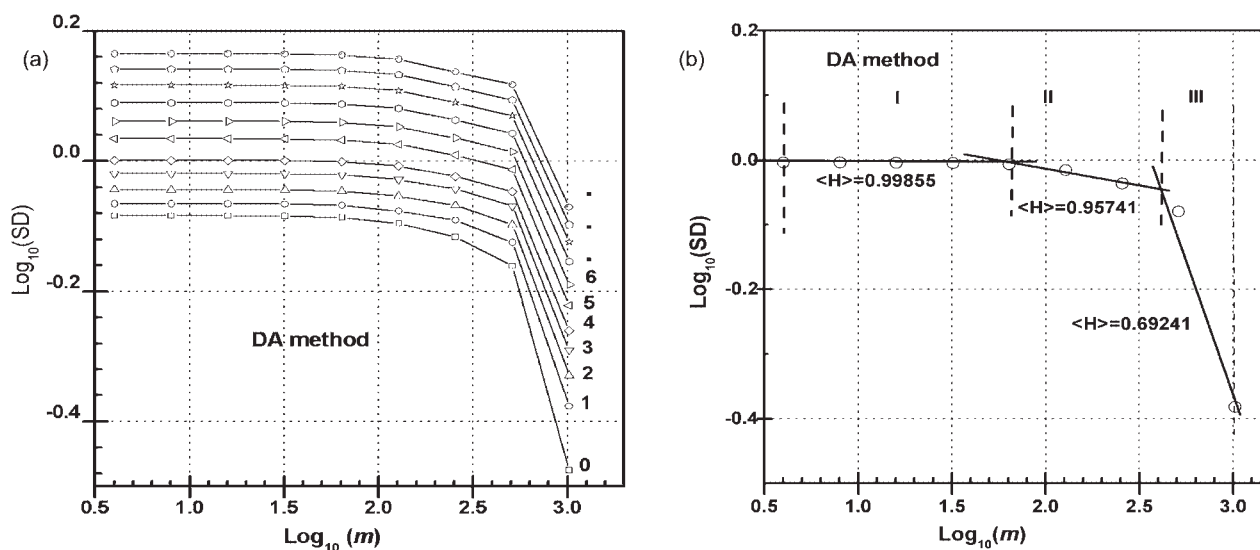 (a)
0.2
0.0
-0.2
-0.4
Log₁₀(SD)
DA method
.
.
.
6
5
4
3
2
1
0
0.5 1.0 1.5 2.0 2.5 3.0
Log₁₀ (m)
(b)
0.2
0.0
-0.2
-0.4
Log₁₀(SD)
DA method
I II III
<H>=0.99855
<H>=0.95741
<H>=0.69241
0.5 1.0 1.5 2.0 2.5 3.0
Log₁₀(m)